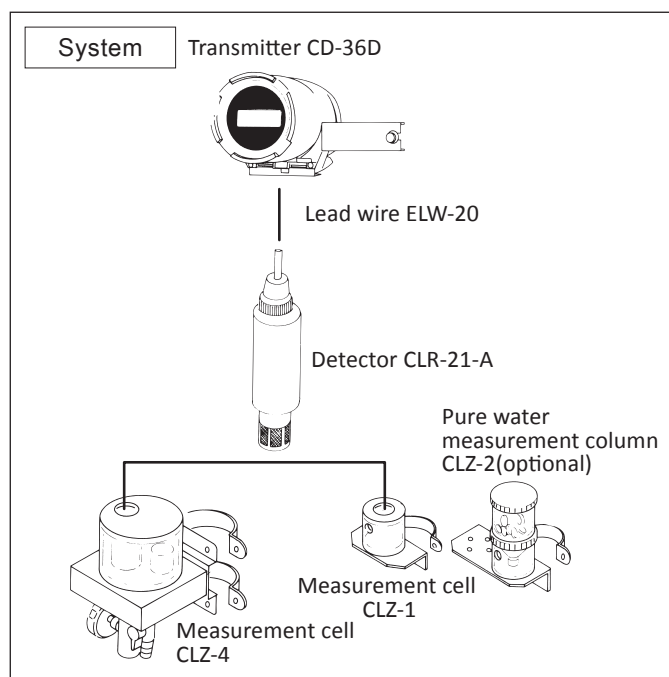 System
Transmitter CD-36D
Lead wire ELW-20
Detector CLR-21-A
Pure water
measurement column
CLZ-2(optional)
Measurement cell
CLZ-1
Measurement cell
CLZ-4